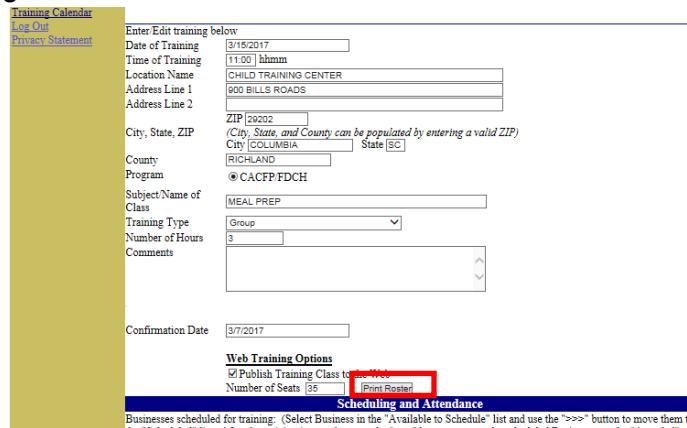 Training Calendar
Log Out
Privacy Statement
Enter/Edit training below
Date of Training 3/15/2017
Time of Training 11:00 hhmm
Location Name CHILD TRAINING CENTER
Address Line 1 900 BILLS ROADS
Address Line 2
ZIP 29202
City, State, ZIP (City, State, and County can be populated by entering a valid ZIP)
City COLUMBIA State SC
County RICHLAND
Program CACFP/FDCH
Subject/Name of
Class MEAL PREP
Training Type Group
Number of Hours 3
Comments
Confirmation Date 3/7/2017
Web Training Options
Publish Training Class to the Web
Number of Seats 35 Print Roster
Scheduling and Attendance
Businesses scheduled for training: (Select Business in the "Available to Schedule" list and use the ">>>" button to move them